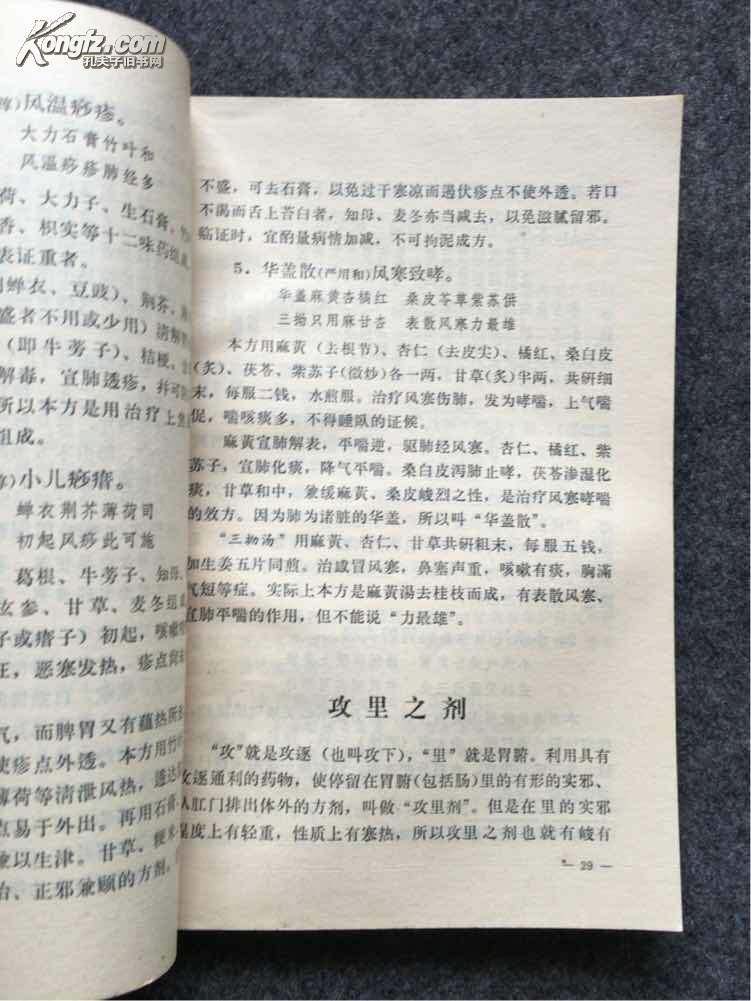 Kongfz.com
孔夫子旧书网
风温痧疹。
大力石膏竹叶和
风温痧疹肺经多
荷、大力子、生石膏、
香、枳实等十二味药组成
表证重者。
蝉衣、豆豉)、荆芥、
盛者不用或少用) 清解
(即牛蒡子)、桔梗、
解毒,宣肺透疹,并可
所以本方是用治疗上焦
组成。
小儿痧瘄。
蝉衣荆芥薄荷司
初起风痧此可施
葛根、牛蒡子、知母、
玄参、甘草、麦冬组成
子或瘄子) 初起,咳嗽
症,恶寒发热,疹点尚未
气,而脾胃又有蕴热所
使疹点外透。本方用竹叶
薄荷等清泄风热,透达
点易于外出。再用石膏、
兼以生津。甘草、粳米
治、正邪兼顾的方剂。
不盛,可去石膏,以免过于寒凉而遏伏疹点不使外透。若口
不渴而舌上苔白者,知母、麦冬亦当减去,以免滋腻留邪。
临证时,宜酌量病情加减,不可拘泥成方。
5.华盖散(严用和)风寒致哮。
华盖麻黄杏橘红 桑皮苓草紫苏供
三拗只用麻甘杏 表散风寒力最雄
本方用麻黄 (去根节)、杏仁 (去皮尖)、橘红、桑白皮
(炙)、茯苓、紫苏子(微炒)各一两,甘草(炙)半两,共研细
末,每服二钱,水煎服。治疗风寒伤肺,发为哮喘,上气喘
促,喘咳痰多,不得睡卧的证候。
麻黄宣肺解表,平喘逆,驱肺经风寒。杏仁、橘红、紫
苏子,宣肺化痰,降气平喘。桑白皮泻肺止哮,茯苓渗湿化
痰,甘草和中,兼缓麻黄、桑皮峻烈之性,是治疗风寒哮喘
的效方。因为肺为诸脏的华盖,所以叫“华盖散”。
“三拗汤”用麻黄、杏仁、甘草共研粗末,每服五钱,
加生姜五片同煎。治感冒风寒,鼻塞声重,咳嗽有痰,胸满
气短等症。实际上本方是麻黄汤去桂枝而成,有表散风寒、
宣肺平喘的作用,但不能说“力最雄”。
攻里之剂
“攻”就是攻逐 (也叫攻下),“里”就是胃腑。利用具有
攻逐通利的药物,使停留在胃腑(包括肠)里的有形的实邪、
从肛门排出体外的方剂,叫做“攻里剂”。但是在里的实邪
程度上有轻重,性质上有寒热,所以攻里之剂也就有峻有
— 29 —